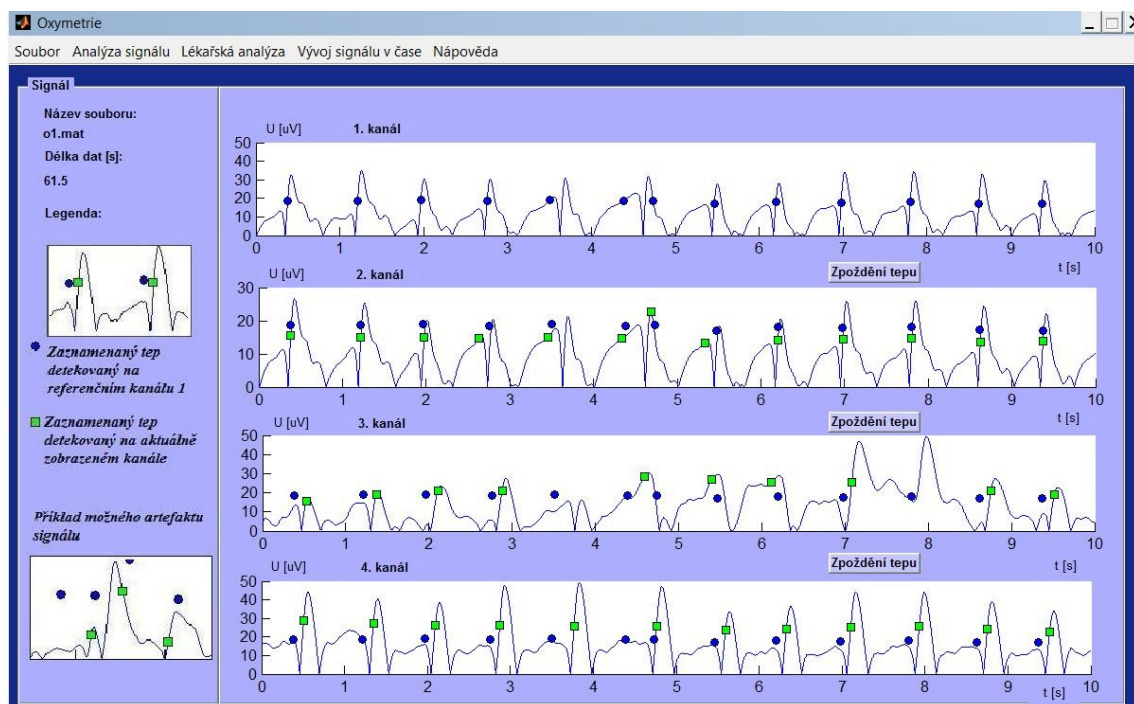 Oxymetrie
Soubor Analýza signálu Lékařská analýza Vývoj signálu v čase Nápověda
Signál
Název souboru:
o1.mat
Délka dat [s]:
61.5
Legenda:
Zaznamenaný tep
detekovaný na
referenčním kanálu 1
Zaznamenaný tep
detekovaný na aktuálně
zobrazeném kanále
Příklad možného artefaktu
signálu
U [uV] 1. kanál
50
40
30
20
10
0
0 1 2 3 4 5 6 7 8 9 10
t [s]
Zpoždění tepu
U [uV] 2. kanál
30
20
10
0
0 1 2 3 4 5 6 7 8 9 10
t [s]
Zpoždění tepu
U [uV] 3. kanál
50
40
30
20
10
0
0 1 2 3 4 5 6 7 8 9 10
t [s]
Zpoždění tepu
U [uV] 4. kanál
50
40
30
20
10
0
0 1 2 3 4 5 6 7 8 9 10
t [s]